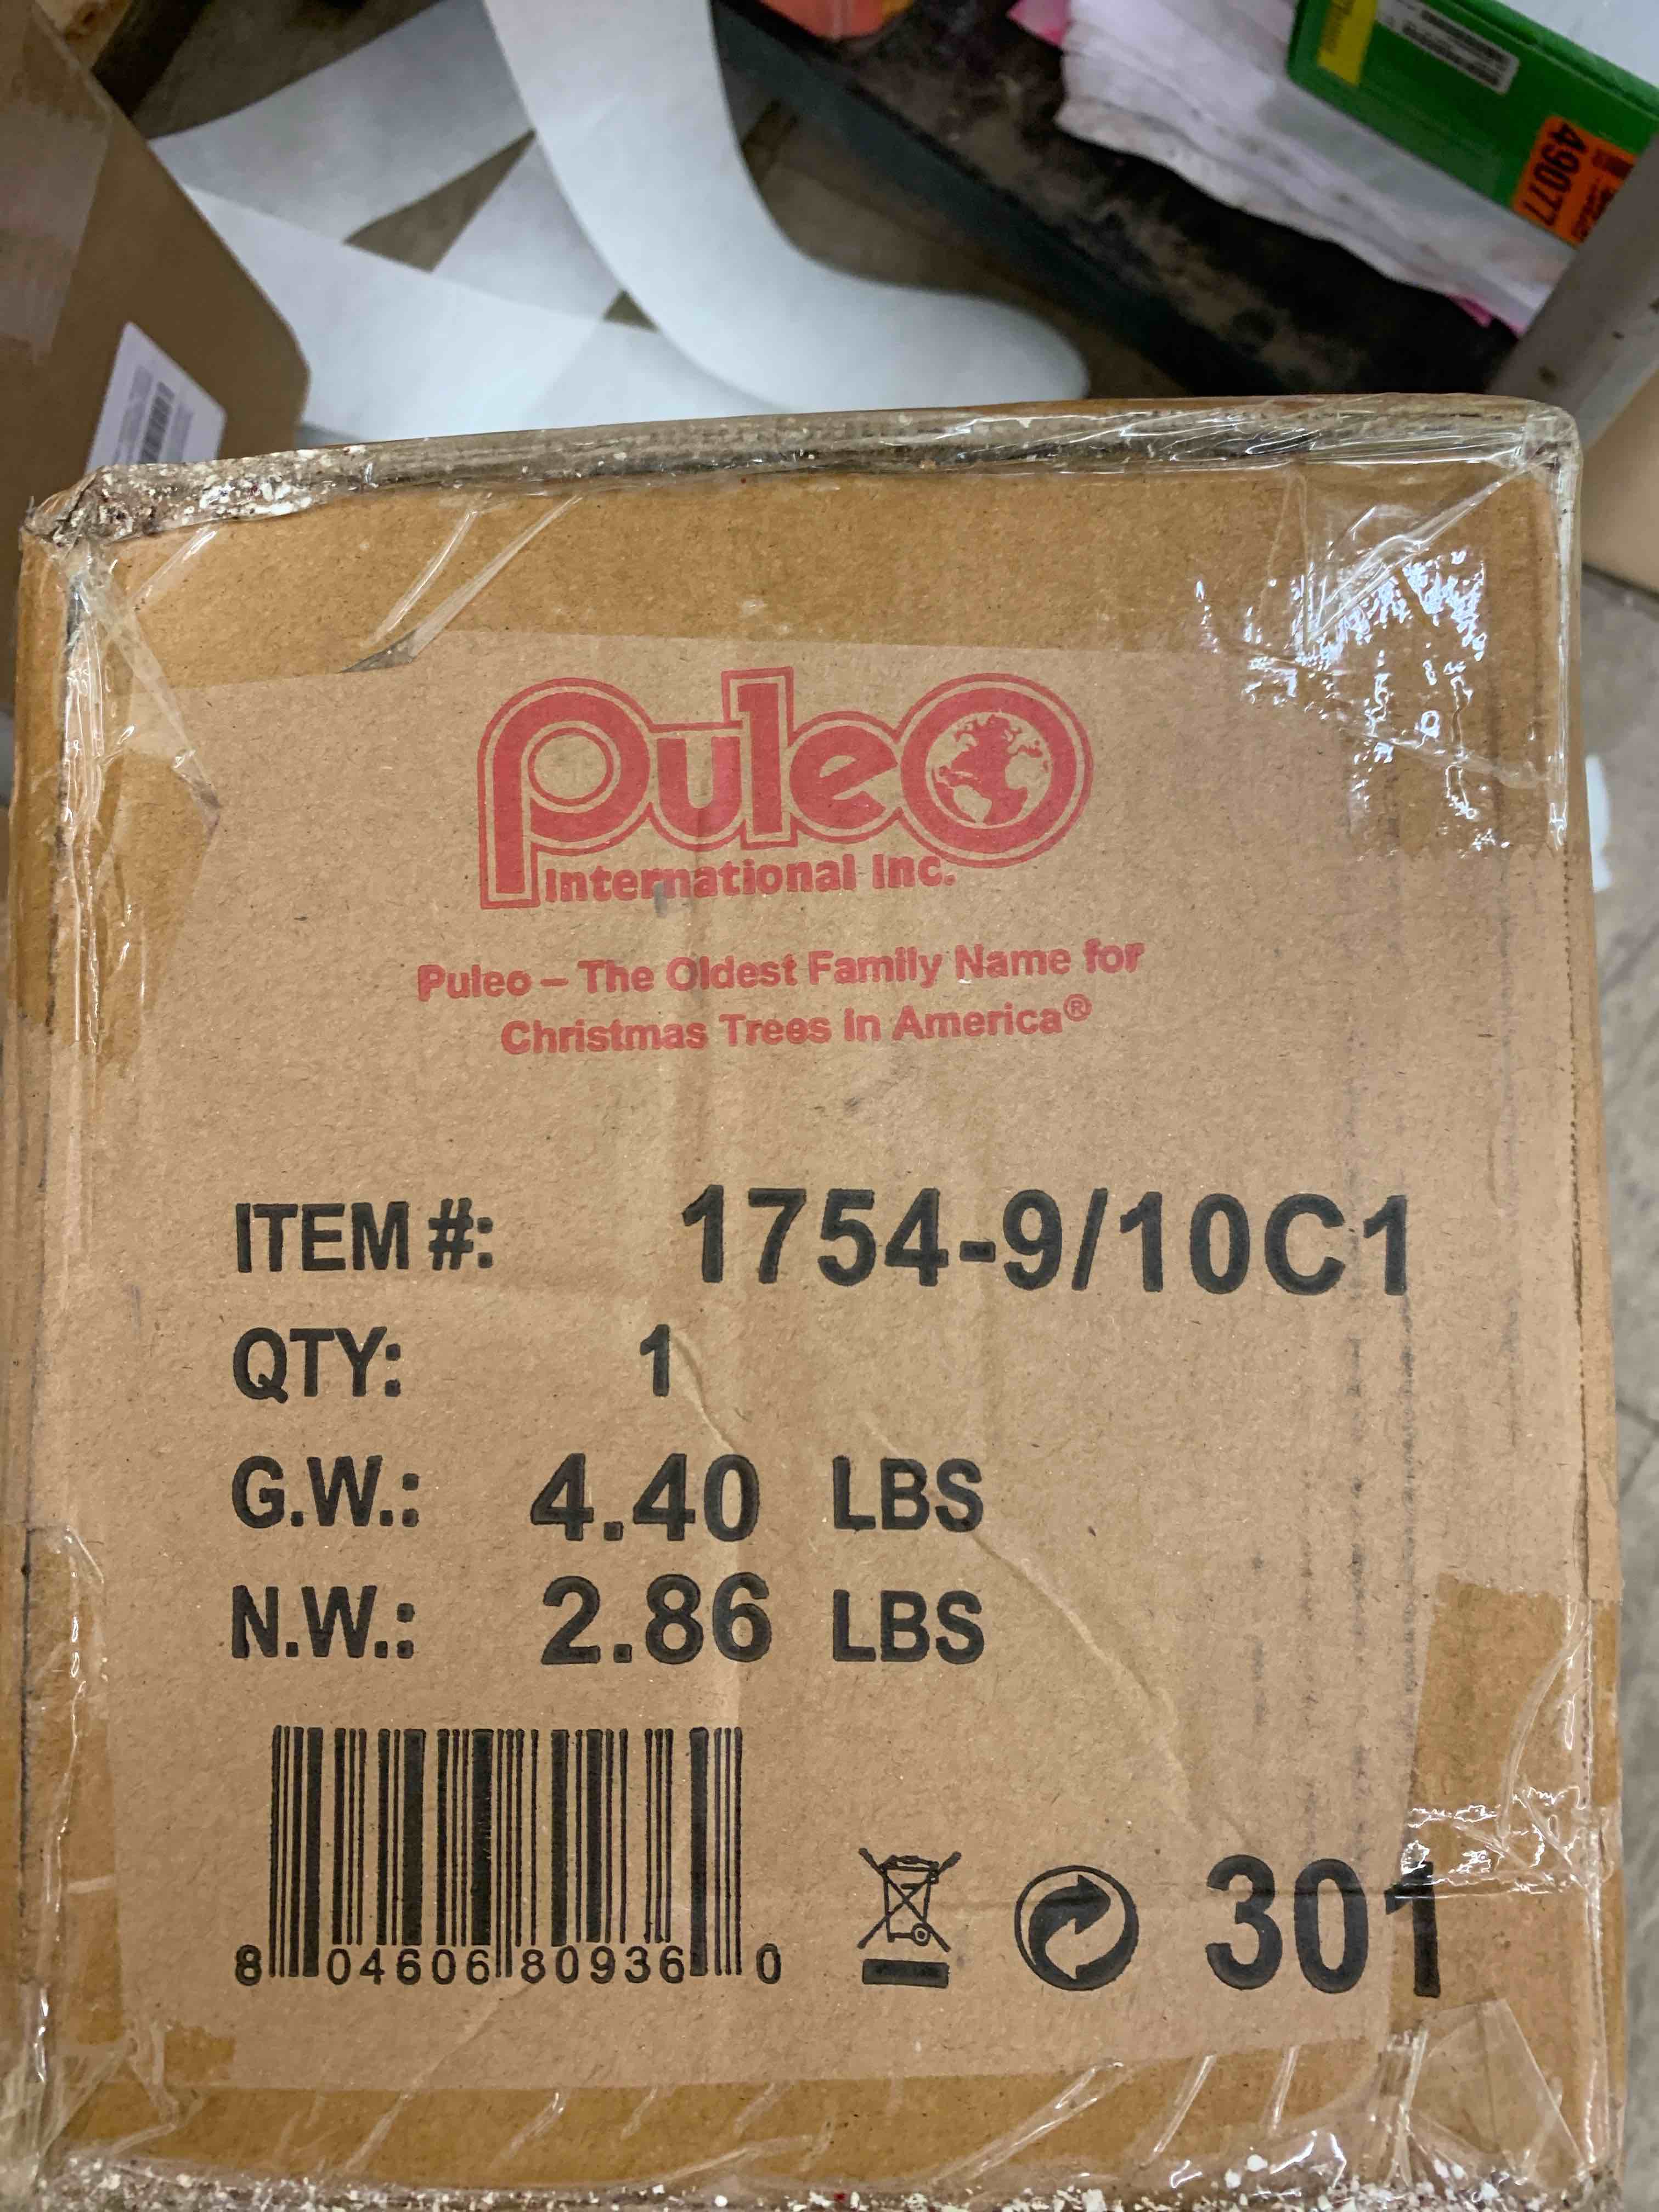 49077
Puleo
International Inc.
Puleo – The Oldest Family Name for
Christmas Trees in America®
ITEM #: 1754-9/10C1
QTY: 1
G.W.: 4.40 LBS
N.W.: 2.86 LBS
8 04606 80936 0
301